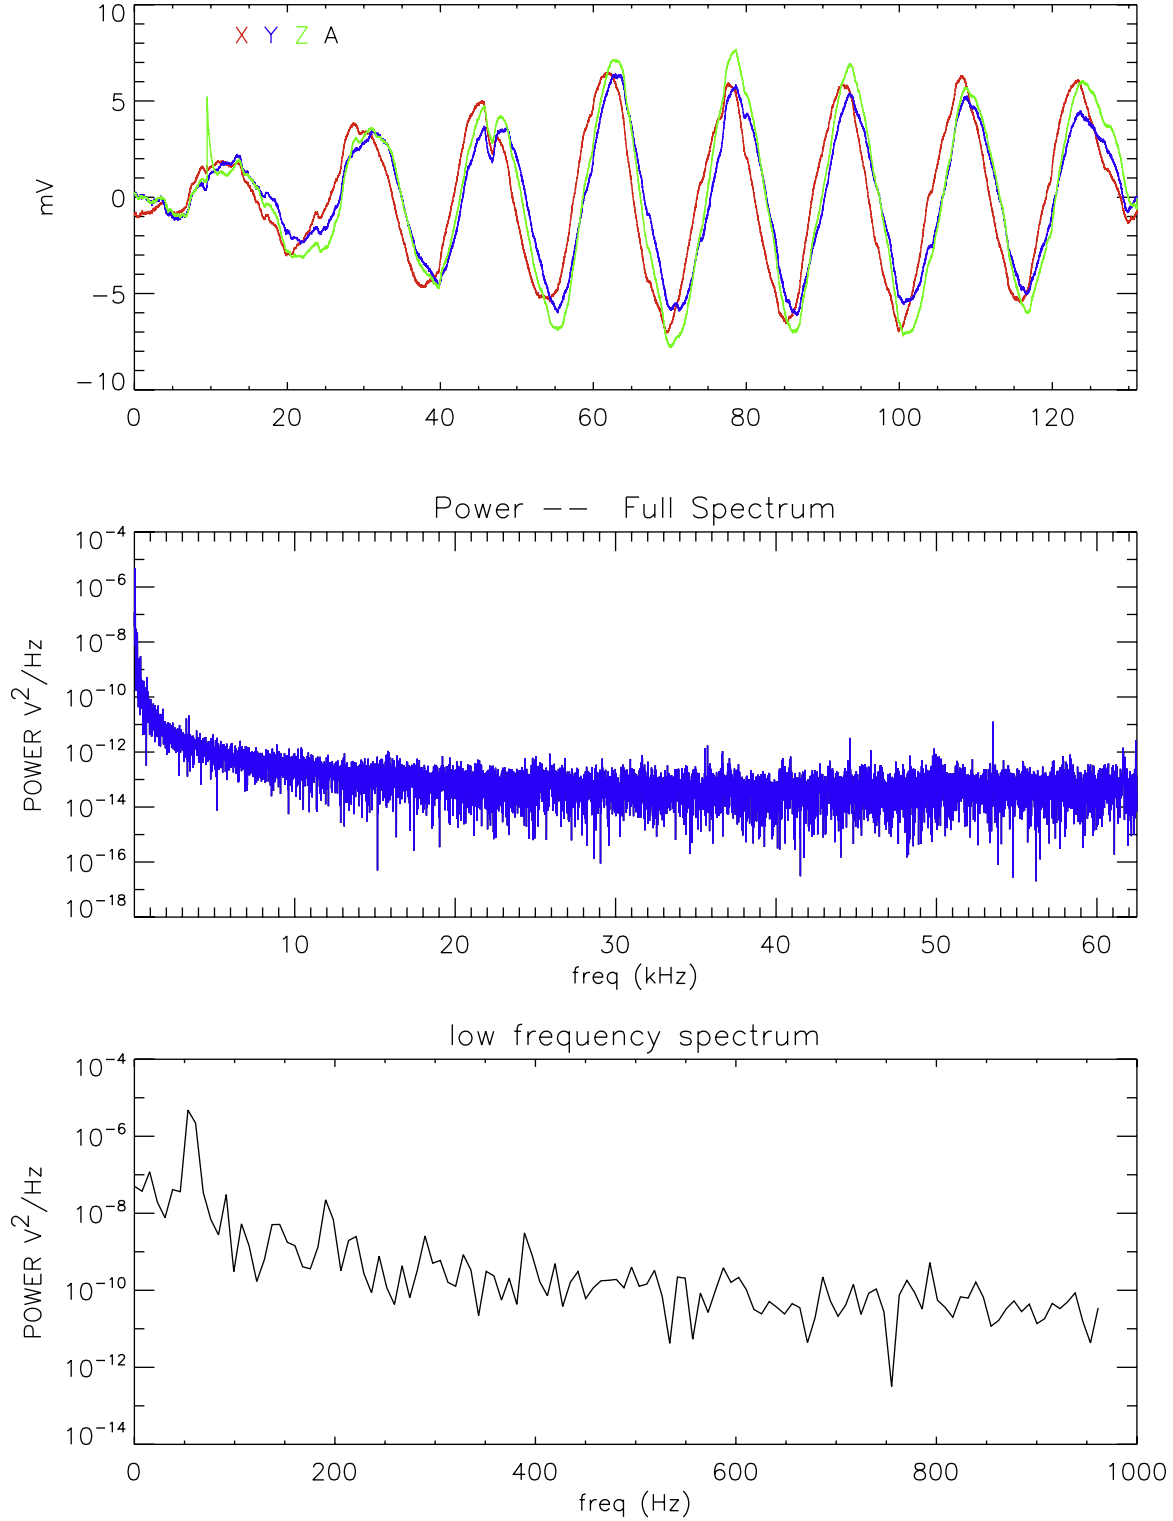 10
X Y Z A
5
0
mV
−5
−10
0 20 40 60 80 100 120
Power −− Full Spectrum
10^-4
10^-6
10^-8
10^-10
10^-12
10^-14
10^-16
10^-18
POWER V^2/Hz
10 20 30 40 50 60
freq (kHz)
low frequency spectrum
10^-4
10^-6
10^-8
10^-10
10^-12
10^-14
POWER V^2/Hz
0 200 400 600 800 1000
freq (Hz)